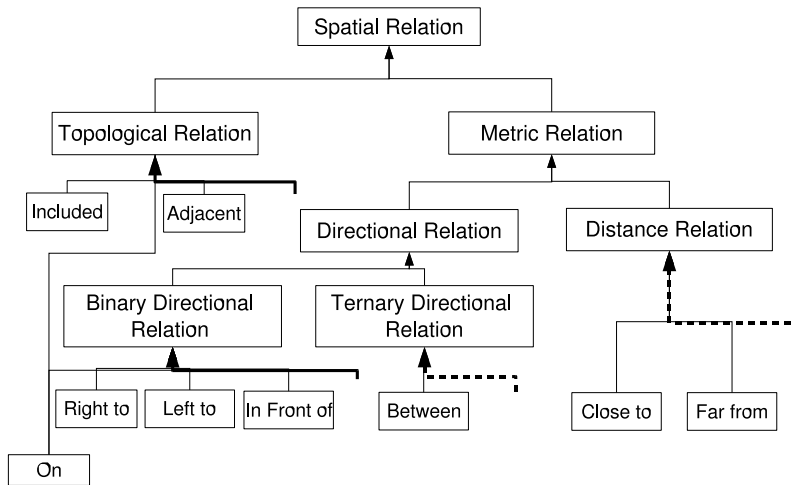 Spatial Relation
Topological Relation
Metric Relation
Included
Adjacent
Directional Relation
Distance Relation
Binary Directional
Relation
Ternary Directional
Relation
Right to
Left to
In Front of
Between
Close to
Far from
On